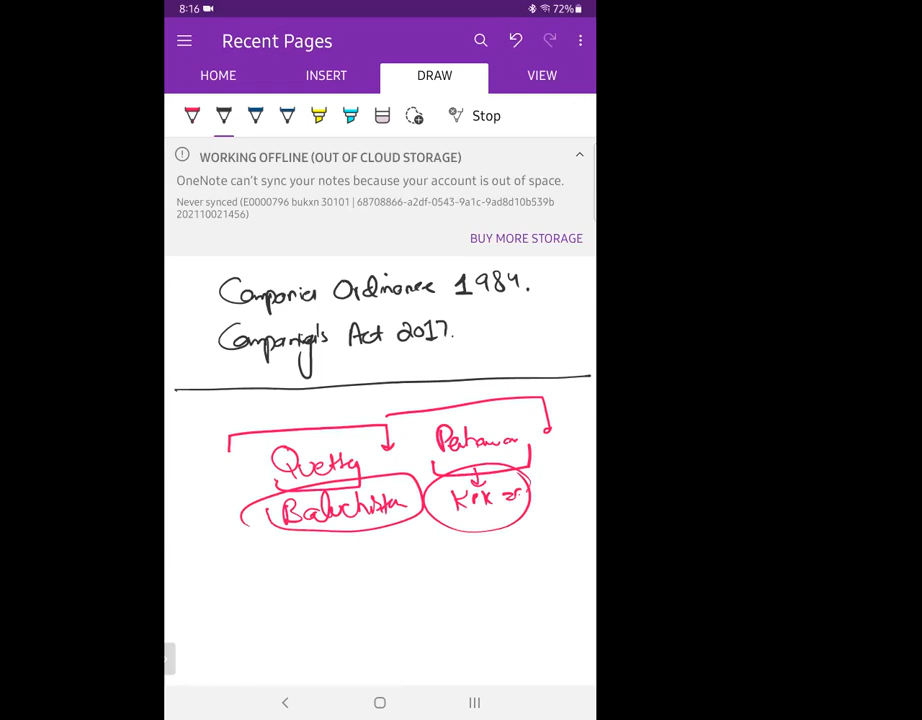 8:16 72%
Recent Pages
HOME INSERT DRAW VIEW
Stop
WORKING OFFLINE (OUT OF CLOUD STORAGE)
OneNote can't sync your notes because your account is out of space.
Never synced (E0000796 bukxn 30101 | 68708866-a2df-0543-9a1c-9ad8d10b539b
202110021456)
BUY MORE STORAGE
Companies Ordinance 1984.
Company's Act 2017.
Quetta Peshawar
Baluchistan KPK